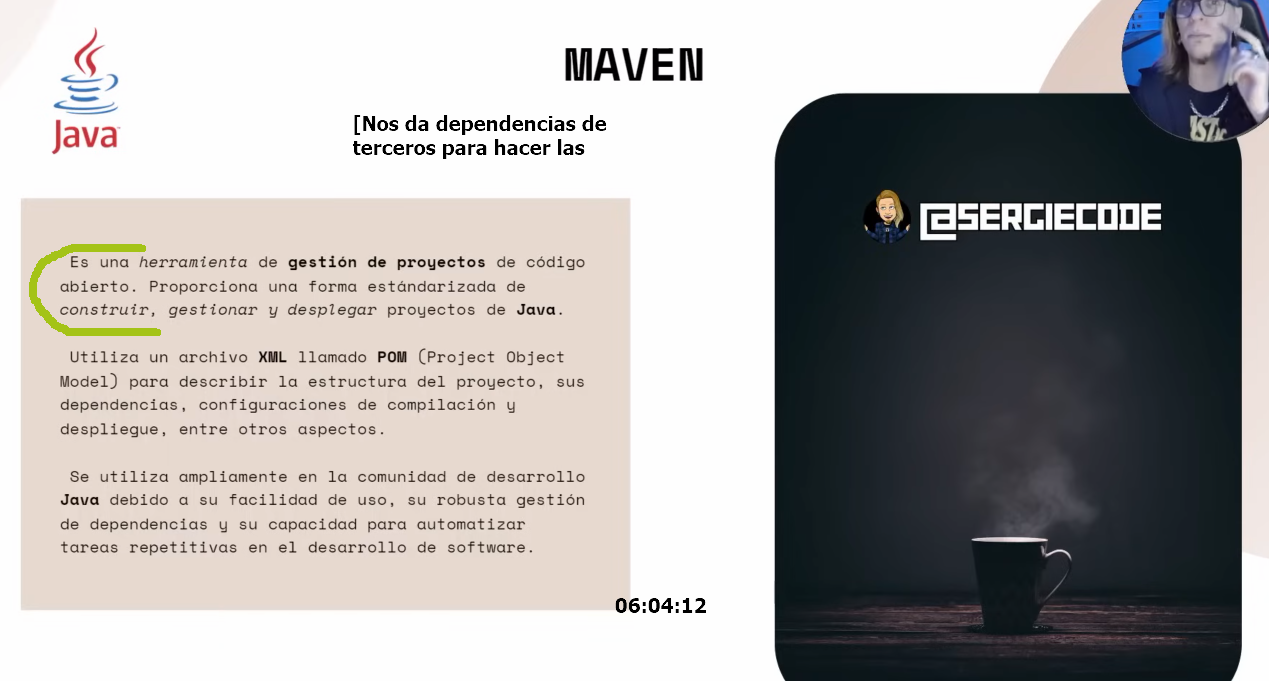 Java
MAVEN
[Nos da dependencias de
terceros para hacer las
@SERGIECODE
Es una herramienta de gestión de proyectos de código
abierto. Proporciona una forma estándarizada de
construir, gestionar y desplegar proyectos de Java.
Utiliza un archivo XML llamado POM (Project Object
Model) para describir la estructura del proyecto, sus
dependencias, configuraciones de compilación y
despliegue, entre otros aspectos.
Se utiliza ampliamente en la comunidad de desarrollo
Java debido a su facilidad de uso, su robusta gestión
de dependencias y su capacidad para automatizar
tareas repetitivas en el desarrollo de software.
06:04:12